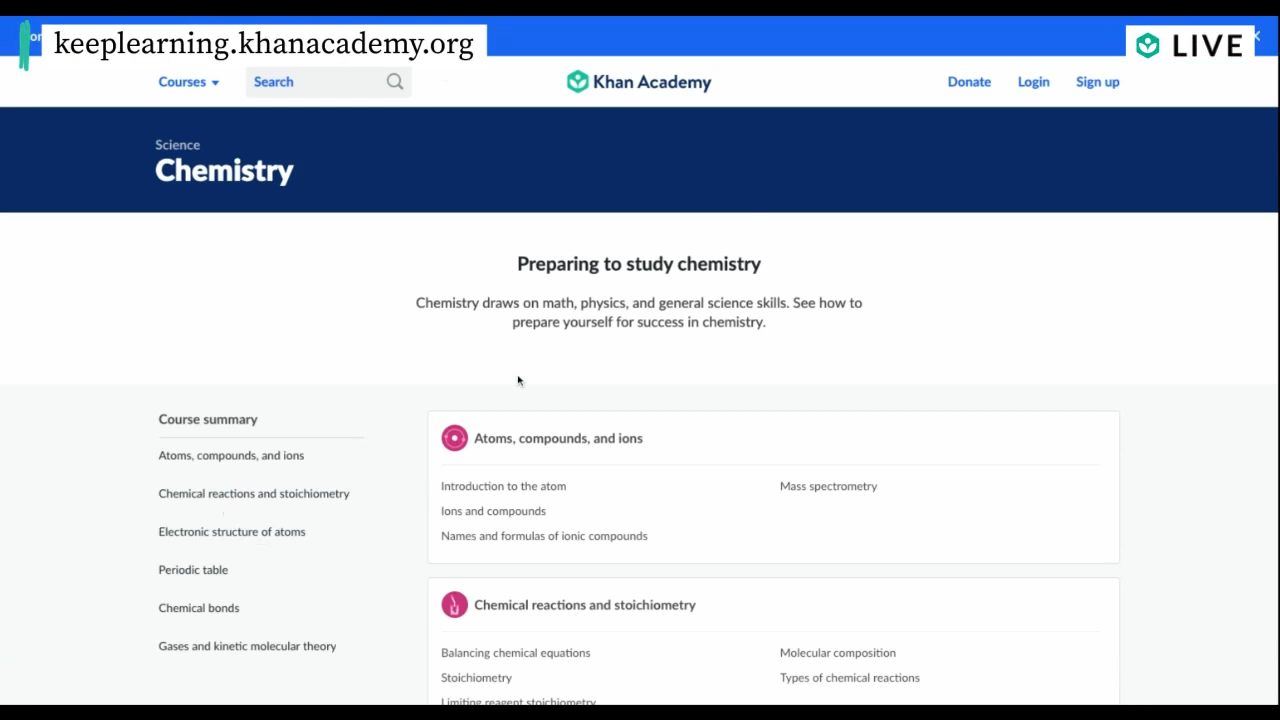 keeplearning.khanacademy.org
LIVE
Courses
Search
Khan Academy
Donate
Login
Sign up
Science
Chemistry
Preparing to study chemistry
Chemistry draws on math, physics, and general science skills. See how to
prepare yourself for success in chemistry.
Course summary
Atoms, compounds, and ions
Chemical reactions and stoichiometry
Electronic structure of atoms
Periodic table
Chemical bonds
Gases and kinetic molecular theory
Atoms, compounds, and ions
Introduction to the atom
Mass spectrometry
Ions and compounds
Names and formulas of ionic compounds
Chemical reactions and stoichiometry
Balancing chemical equations
Molecular composition
Stoichiometry
Types of chemical reactions
Limiting reagent stoichiometry